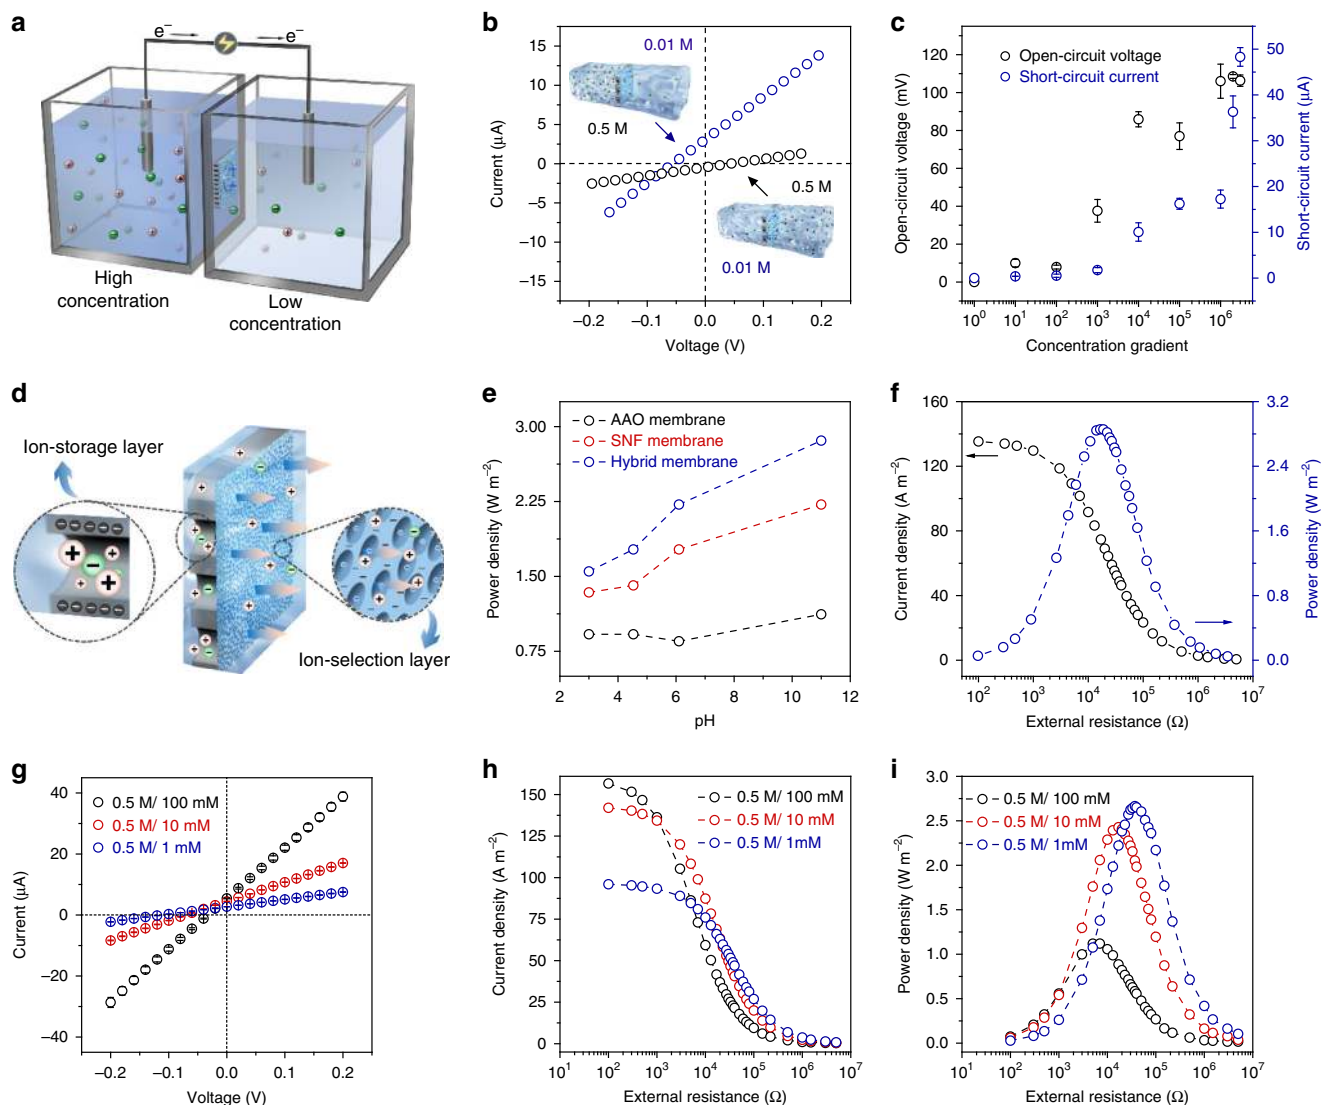 a
e⁻
e⁻
High
concentration
Low
concentration
b
15
10
5
0
−5
−10
−15
Current (μA)
0.01 M
0.5 M
0.5 M
0.01 M
−0.2
−0.1
0.0
0.1
0.2
Voltage (V)
c
120
100
80
60
40
20
0
Open-circuit voltage (mV)
Open-circuit voltage
Short-circuit current
50
40
30
20
10
0
Short-circuit current (μA)
10⁰
10¹
10²
10³
10⁴
10⁵
10⁶
Concentration gradient
d
Ion-storage layer
Ion-selection layer
e
3.00
2.25
1.50
0.75
Power density (W m⁻²)
AAO membrane
SNF membrane
Hybrid membrane
2
4
6
8
10
12
pH
f
160
120
80
40
0
Current density (A m⁻²)
3.2
2.4
1.6
0.8
0.0
Power density (W m⁻²)
10²
10³
10⁴
10⁵
10⁶
10⁷
External resistance (Ω)
g
40
20
0
−20
−40
Current (μA)
0.5 M/ 100 mM
0.5 M/ 10 mM
0.5 M/ 1 mM
−0.2
−0.1
0.0
0.1
0.2
Voltage (V)
h
150
125
100
75
50
25
0
Current density (A m⁻²)
0.5 M/ 100 mM
0.5 M/ 10 mM
0.5 M/ 1mM
10¹
10²
10³
10⁴
10⁵
10⁶
10⁷
External resistance (Ω)
i
3.0
2.5
2.0
1.5
1.0
0.5
0.0
Power density (W m⁻²)
0.5 M/ 100 mM
0.5 M/ 10 mM
0.5 M/ 1mM
10¹
10²
10³
10⁴
10⁵
10⁶
10⁷
External resistance (Ω)